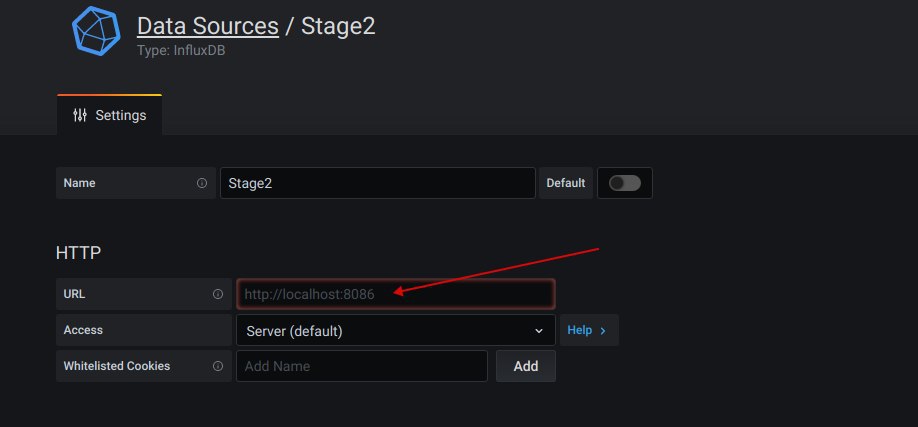 Data Sources / Stage2
Type: InfluxDB
Settings
Name Stage2 Default
HTTP
URL http://localhost:8086
Access Server (default) Help
Whitelisted Cookies Add Name Add